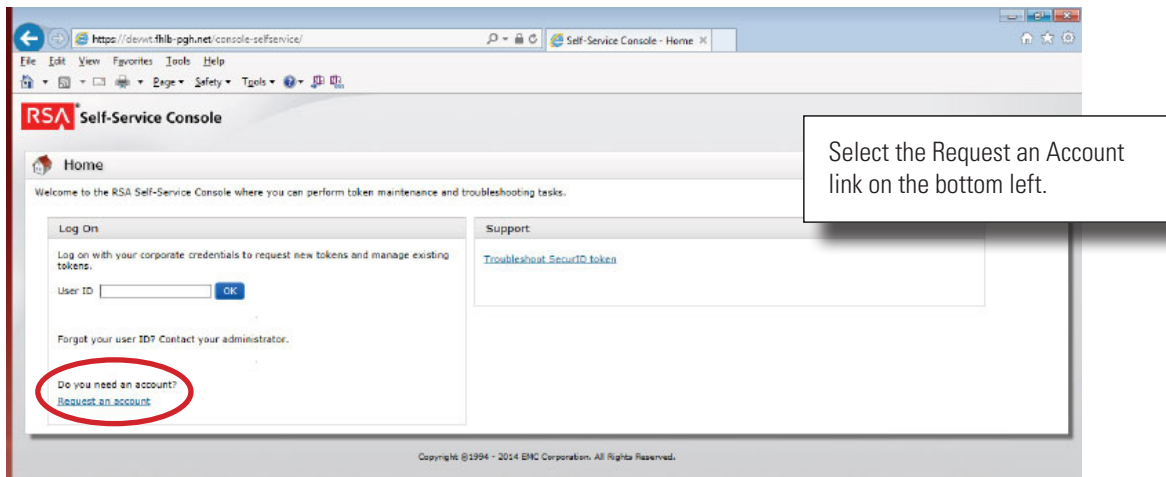 https://devwt.fhlb-pgh.net/console-selfservice/
Self-Service Console - Home
File Edit View Favorites Tools Help
Page Safety Tools
RSA Self-Service Console
Select the Request an Account
link on the bottom left.
Home
Welcome to the RSA Self-Service Console where you can perform token maintenance and troubleshooting tasks.
Log On
Log on with your corporate credentials to request new tokens and manage existing
tokens.
User ID OK
Forgot your user ID? Contact your administrator.
Do you need an account?
Request an account
Support
Troubleshoot SecurID token
Copyright ©1994 - 2014 EMC Corporation. All Rights Reserved.